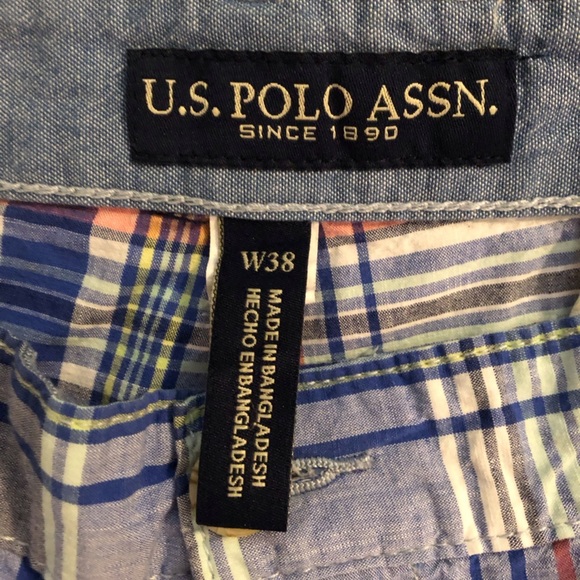 U.S. POLO ASSN.
SINCE 1890
W38
MADE IN BANGLADESH
HECHO EN BANGLADESH